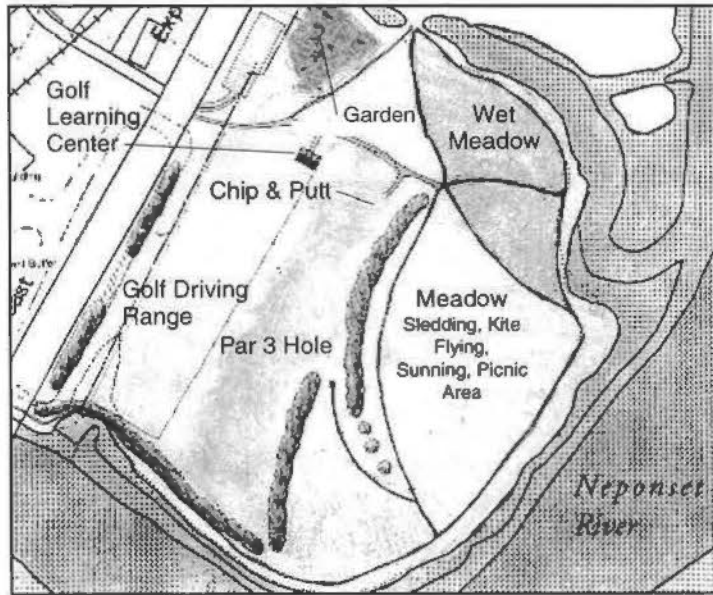 Exp
Golf
Learning
Center
Garden
Wet
Meadow
Chip & Putt
Golf Driving
Range
Meadow
Sledding, Kite
Flying,
Sunning, Picnic
Area
Par 3 Hole
Neponset
River